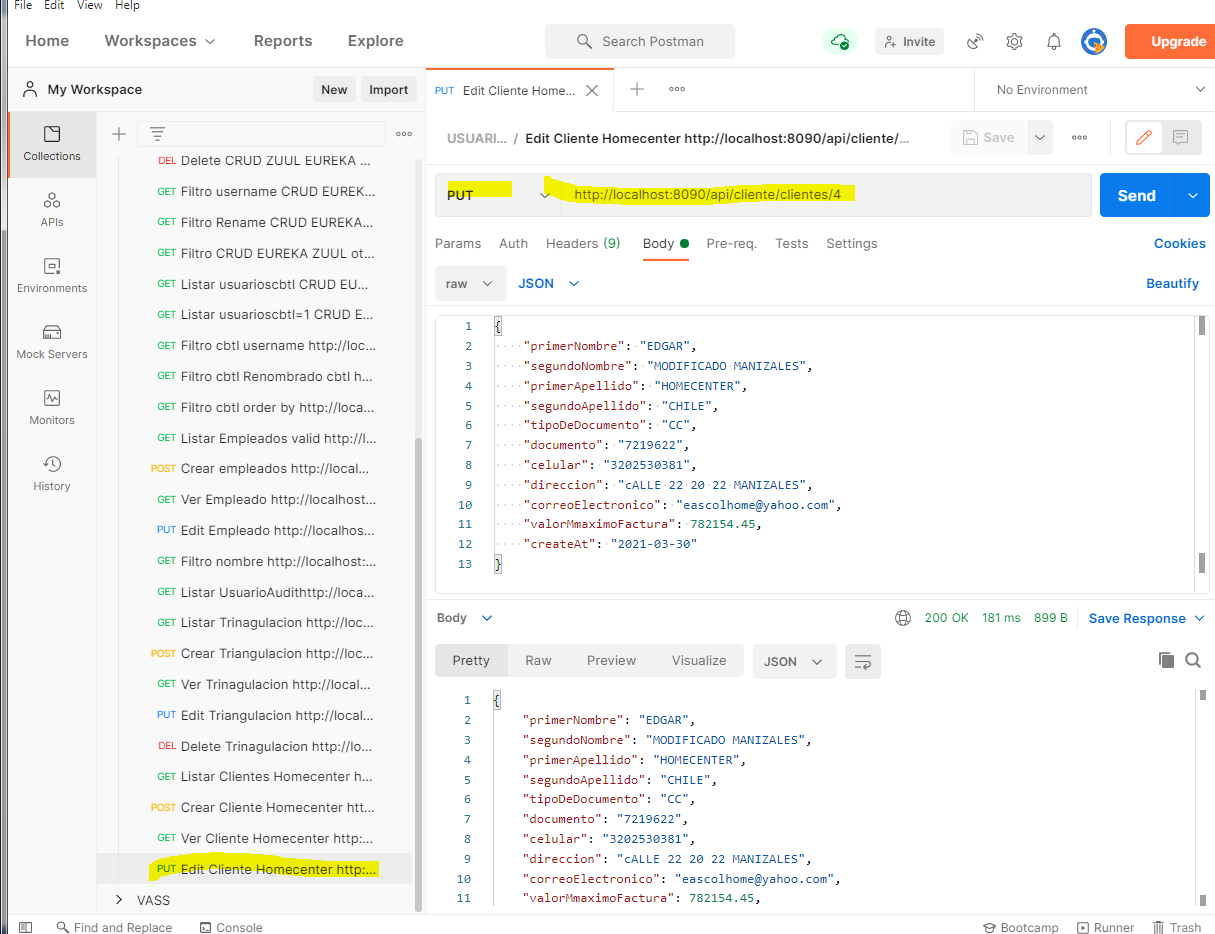 File Edit View Help
Home Workspaces Reports Explore Search Postman Invite Upgrade
My Workspace New Import
PUT Edit Cliente Home...
No Environment
Collections
APIs
Environments
Mock Servers
Monitors
History
DEL Delete CRUD ZUUL EUREKA ...
GET Filtro username CRUD EUREK...
GET Filtro Rename CRUD EUREKA...
GET Filtro CRUD EUREKA ZUUL ot...
GET Listar usuarioscbtl CRUD EU...
GET Listar usuarioscbtl=1 CRUD E...
GET Filtro cbtl username http://loc...
GET Filtro cbtl Renombrado cbtl h...
GET Filtro cbtl order by http://loca...
GET Listar Empleados valid http://l...
POST Crear empleados http://local...
GET Ver Empleado http://localhost...
PUT Edit Empleado http://localhos...
GET Filtro nombre http://localhost:...
GET Listar UsuarioAudithttp://loca...
GET Listar Trinagulacion http://loc...
POST Crear Triangulacion http://loc...
GET Ver Trinagulacion http://local...
PUT Edit Triangulacion http://local...
DEL Delete Trinagulacion http://lo...
GET Listar Clientes Homecenter h...
POST Crear Cliente Homecenter htt...
GET Ver Cliente Homecenter http:...
PUT Edit Cliente Homecenter http:...
VASS
USUARI... / Edit Cliente Homecenter http://localhost:8090/api/cliente/...
Save
PUT http://localhost:8090/api/cliente/clientes/4 Send
Params Auth Headers (9) Body Pre-req. Tests Settings Cookies
raw JSON Beautify
1 {
2 "primerNombre": "EDGAR",
3 "segundoNombre": "MODIFICADO MANIZALES",
4 "primerApellido": "HOMECENTER",
5 "segundoApellido": "CHILE",
6 "tipoDeDocumento": "CC",
7 "documento": "7219622",
8 "celular": "3202530381",
9 "direccion": "cALLE 22 20 22 MANIZALES",
10 "correoElectronico": "eascolhome@yahoo.com",
11 "valorMmaximoFactura": 782154.45,
12 "createAt": "2021-03-30"
13 }
Body 200 OK 181 ms 899 B Save Response
Pretty Raw Preview Visualize JSON
1 {
2 "primerNombre": "EDGAR",
3 "segundoNombre": "MODIFICADO MANIZALES",
4 "primerApellido": "HOMECENTER",
5 "segundoApellido": "CHILE",
6 "tipoDeDocumento": "CC",
7 "documento": "7219622",
8 "celular": "3202530381",
9 "direccion": "cALLE 22 20 22 MANIZALES",
10 "correoElectronico": "eascolhome@yahoo.com",
11 "valorMmaximoFactura": 782154.45,
Find and Replace Console Bootcamp Runner Trash